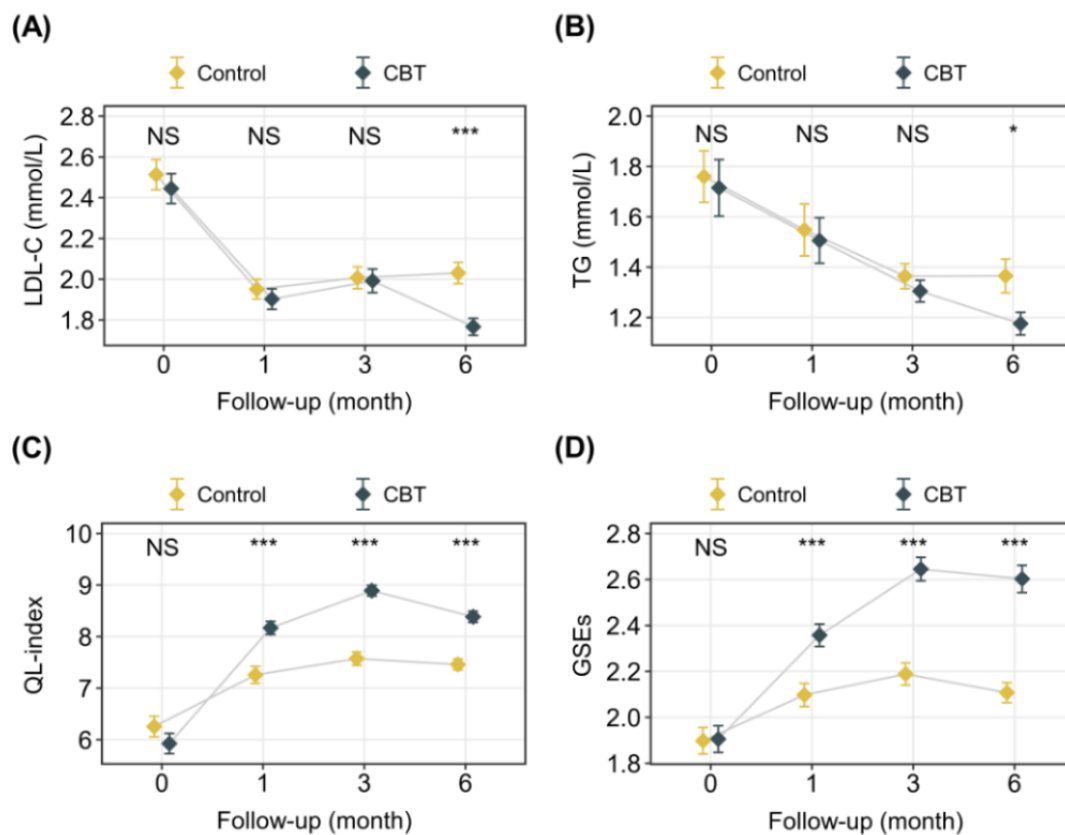 (A)
Control CBT
LDL-C (mmol/L)
2.8
2.6
2.4
2.2
2.0
1.8
NS NS NS ***
0 1 3 6
Follow-up (month)
(B)
Control CBT
TG (mmol/L)
2.0
1.8
1.6
1.4
1.2
NS NS NS *
0 1 3 6
Follow-up (month)
(C)
Control CBT
QL-index
10
9
8
7
6
NS *** *** ***
0 1 3 6
Follow-up (month)
(D)
Control CBT
GSEs
2.8
2.6
2.4
2.2
2.0
1.8
NS *** *** ***
0 1 3 6
Follow-up (month)